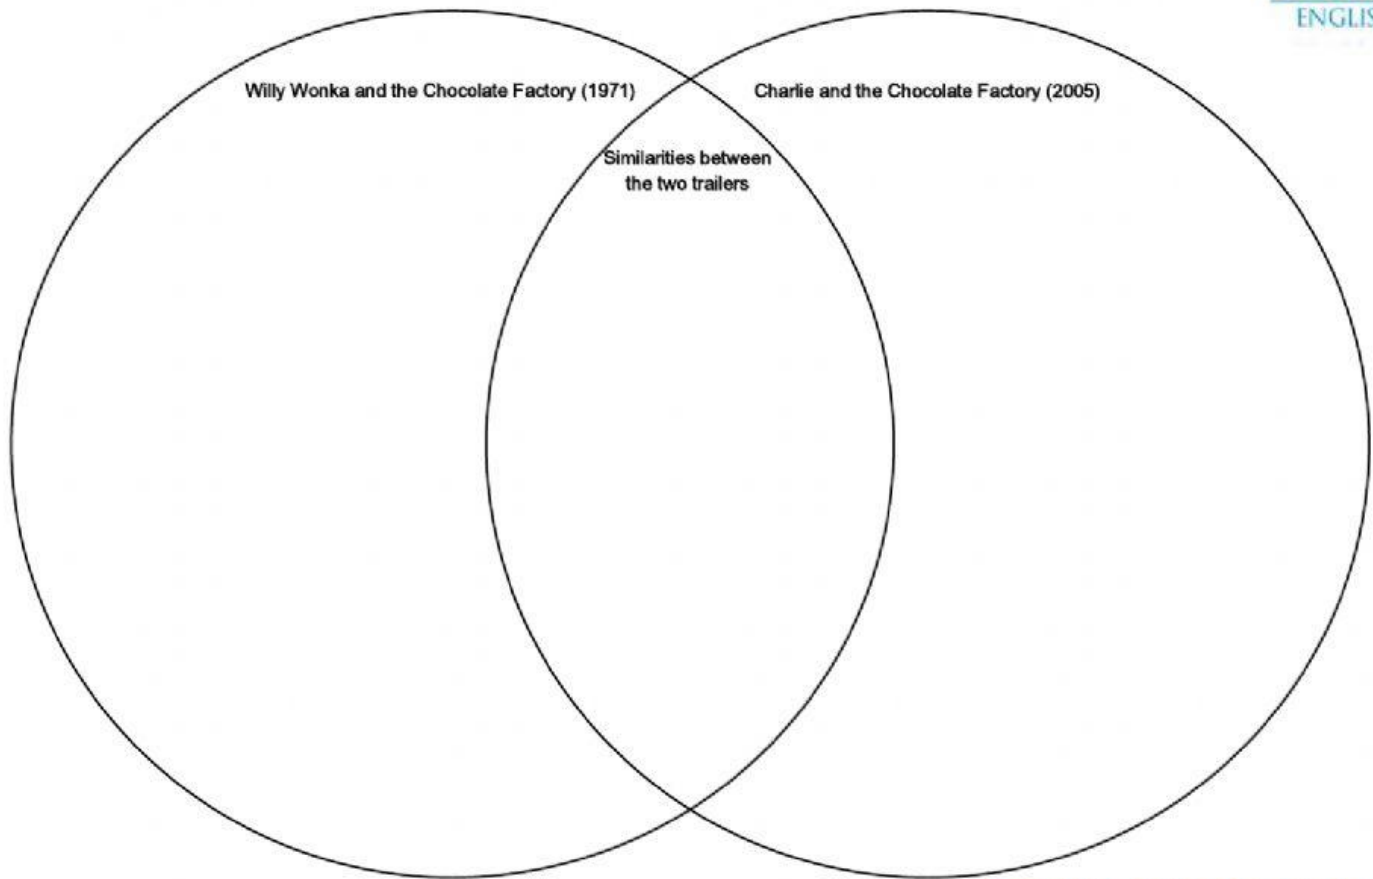 ENGLIS
Willy Wonka and the Chocolate Factory (1971)
Charlie and the Chocolate Factory (2005)
Similarities between
the two trailers